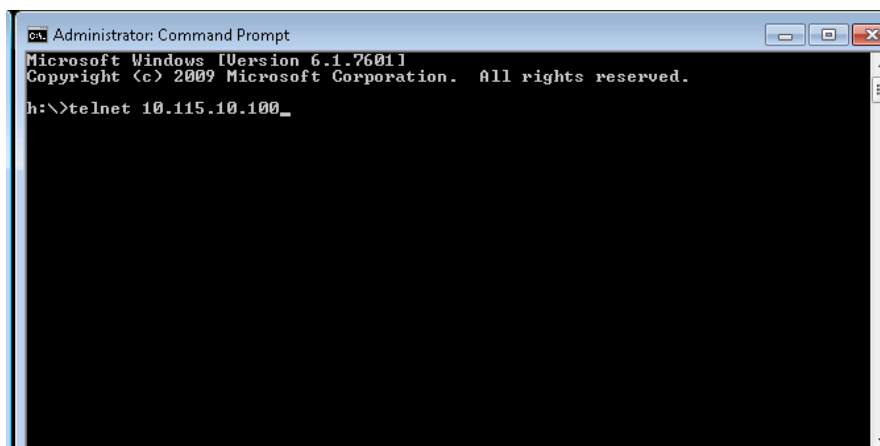 Administrator: Command Prompt
Microsoft Windows [Version 6.1.7601]
Copyright (c) 2009 Microsoft Corporation.  All rights reserved.
h:\>telnet 10.115.10.100_